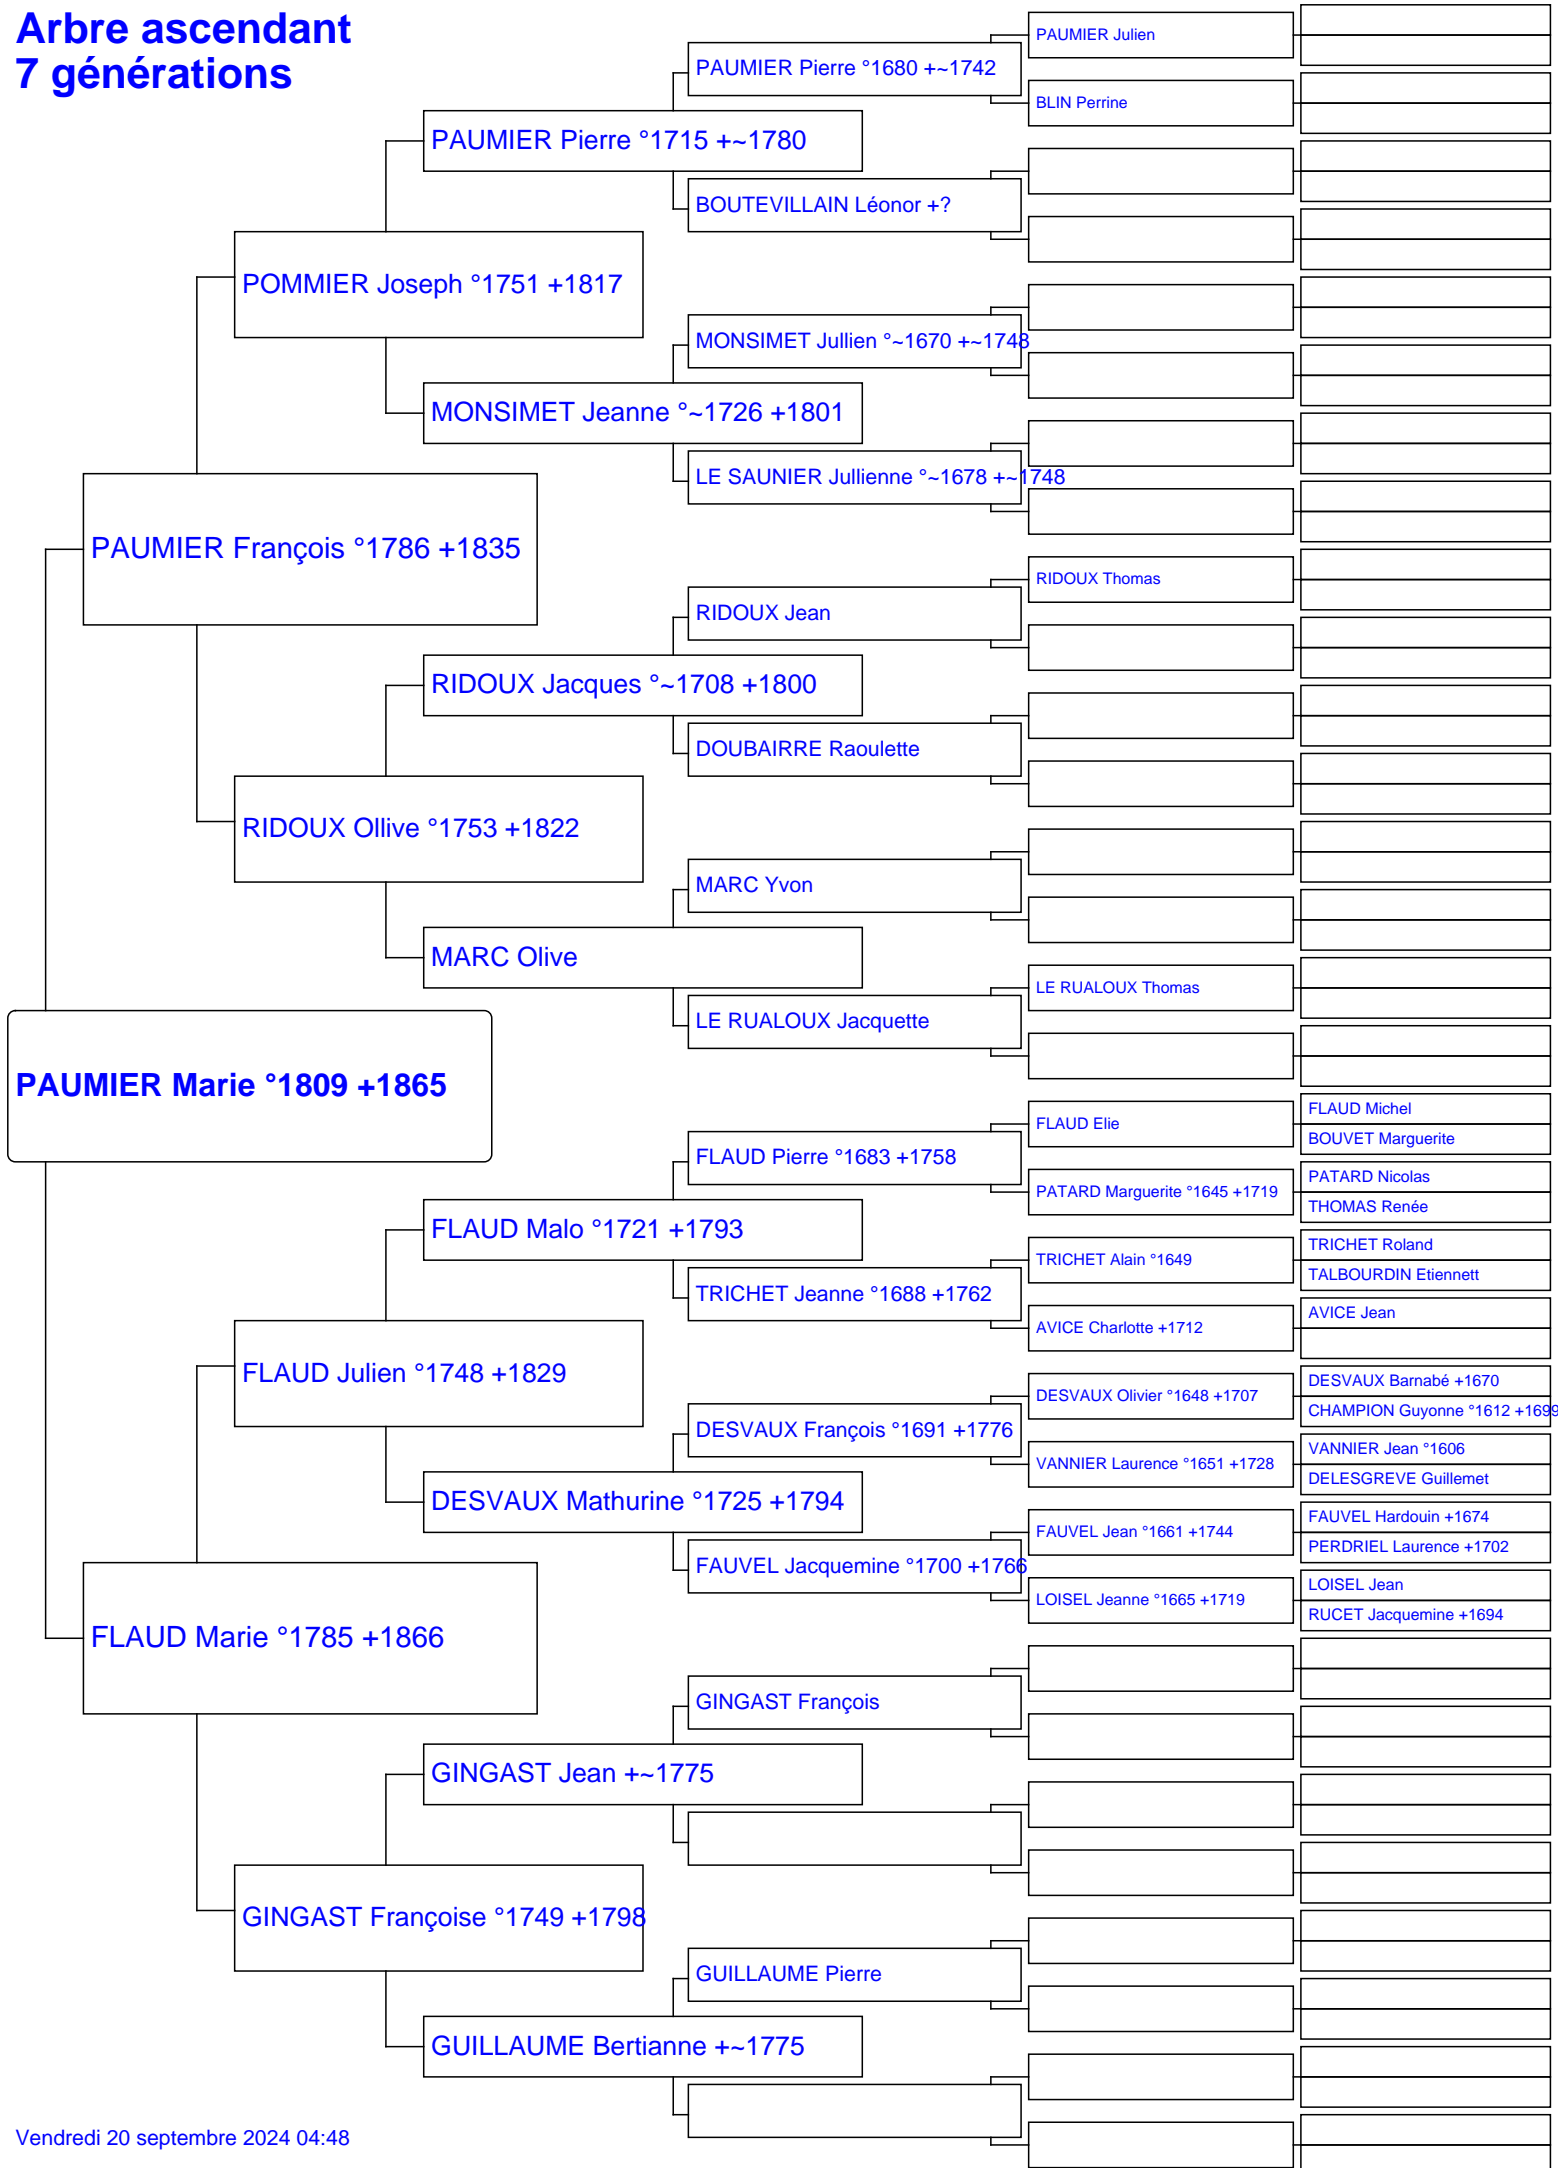 Arbre ascendant
7 générations
PAUMIER Julien
PAUMIER Pierre °1680 +~1742
BLIN Perrine
PAUMIER Pierre °1715 +~1780
BOUTEVILLAIN Léonor +?
POMMIER Joseph °1751 +1817
MONSIMET Jullien °~1670 +~1748
MONSIMET Jeanne °~1726 +1801
LE SAUNIER Jullienne °~1678 +~1748
PAUMIER François °1786 +1835
RIDOUX Thomas
RIDOUX Jean
RIDOUX Jacques °~1708 +1800
DOUBAIRRE Raoulette
RIDOUX Ollive °1753 +1822
MARC Yvon
MARC Olive
LE RUALOUX Thomas
LE RUALOUX Jacquette
PAUMIER Marie °1809 +1865
FLAUD Michel
FLAUD Elie
BOUVET Marguerite
FLAUD Pierre °1683 +1758
PATARD Nicolas
PATARD Marguerite °1645 +1719
THOMAS Renée
FLAUD Malo °1721 +1793
TRICHET Roland
TRICHET Alain °1649
TALBOURDIN Etiennett
TRICHET Jeanne °1688 +1762
AVICE Jean
AVICE Charlotte +1712
FLAUD Julien °1748 +1829
DESVAUX Barnabé +1670
DESVAUX Olivier °1648 +1707
CHAMPION Guyonne °1612 +1699
DESVAUX François °1691 +1776
VANNIER Jean °1606
VANNIER Laurence °1651 +1728
DELESGREVE Guillemet
DESVAUX Mathurine °1725 +1794
FAUVEL Hardouin +1674
FAUVEL Jean °1661 +1744
PERDRIEL Laurence +1702
FAUVEL Jacquemine °1700 +1766
LOISEL Jean
LOISEL Jeanne °1665 +1719
RUCET Jacquemine +1694
FLAUD Marie °1785 +1866
GINGAST François
GINGAST Jean +~1775
GINGAST Françoise °1749 +1798
GUILLAUME Pierre
GUILLAUME Bertianne +~1775
Vendredi 20 septembre 2024 04:48